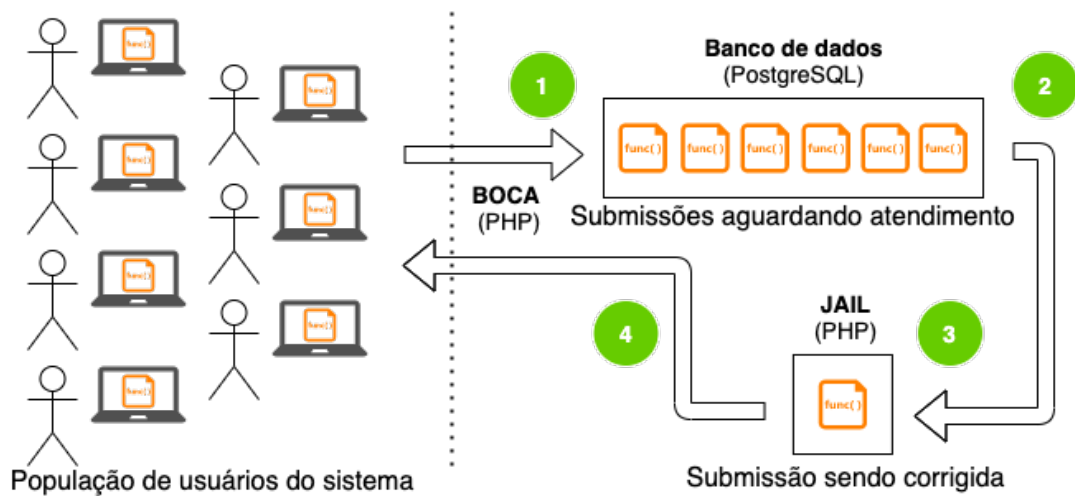 func()
func()
func()
func()
func()
func()
func()
População de usuários do sistema
1
BOCA
(PHP)
Banco de dados
(PostgreSQL)
func()
func()
func()
func()
func()
func()
Submissões aguardando atendimento
2
JAIL
(PHP)
3
func()
Submissão sendo corrigida
4